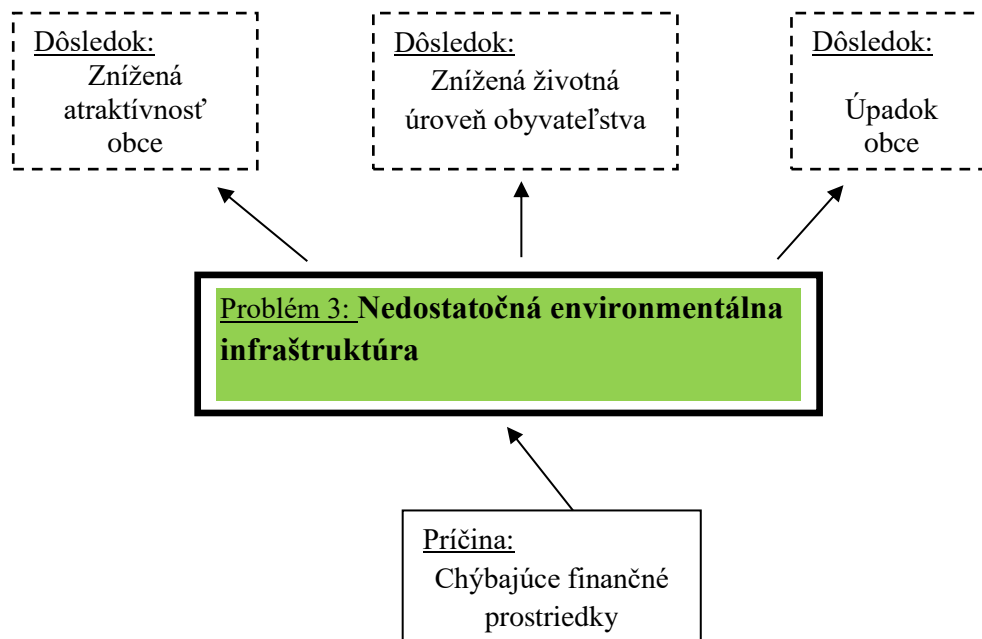 Dôsledok:
Znížená
atraktívnosť
obce
Dôsledok:
Znížená životná
úroveň obyvateľstva
Dôsledok:
Úpadok
obce
Problém 3: Nedostatočná environmentálna
infraštruktúra
Príčina:
Chýbajúce finančné
prostriedky